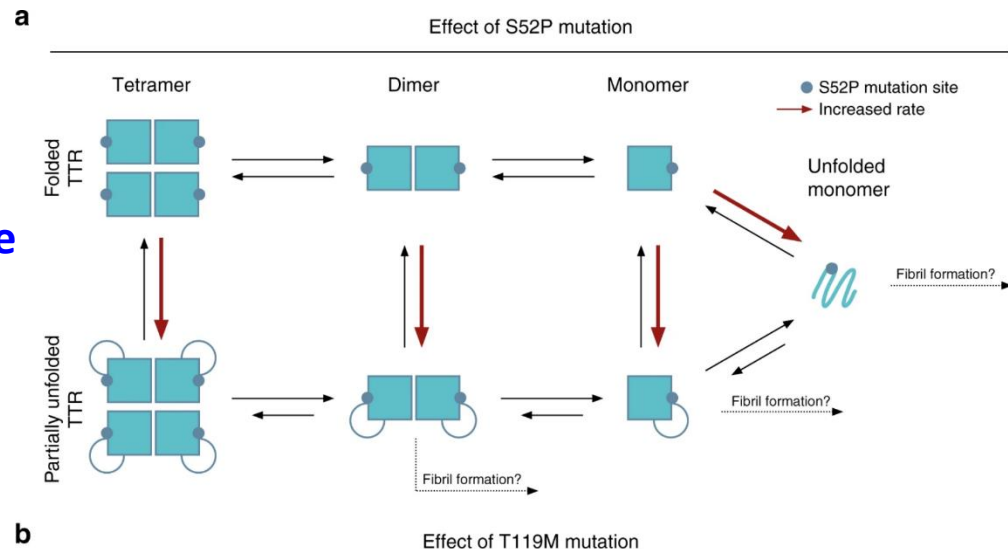 a
Effect of S52P mutation
Tetramer
Dimer
Monomer
S52P mutation site
Increased rate
Folded
TTR
Unfolded
monomer
e
Fibril formation?
Partially unfolded
TTR
Fibril formation?
Fibril formation?
b
Effect of T119M mutation